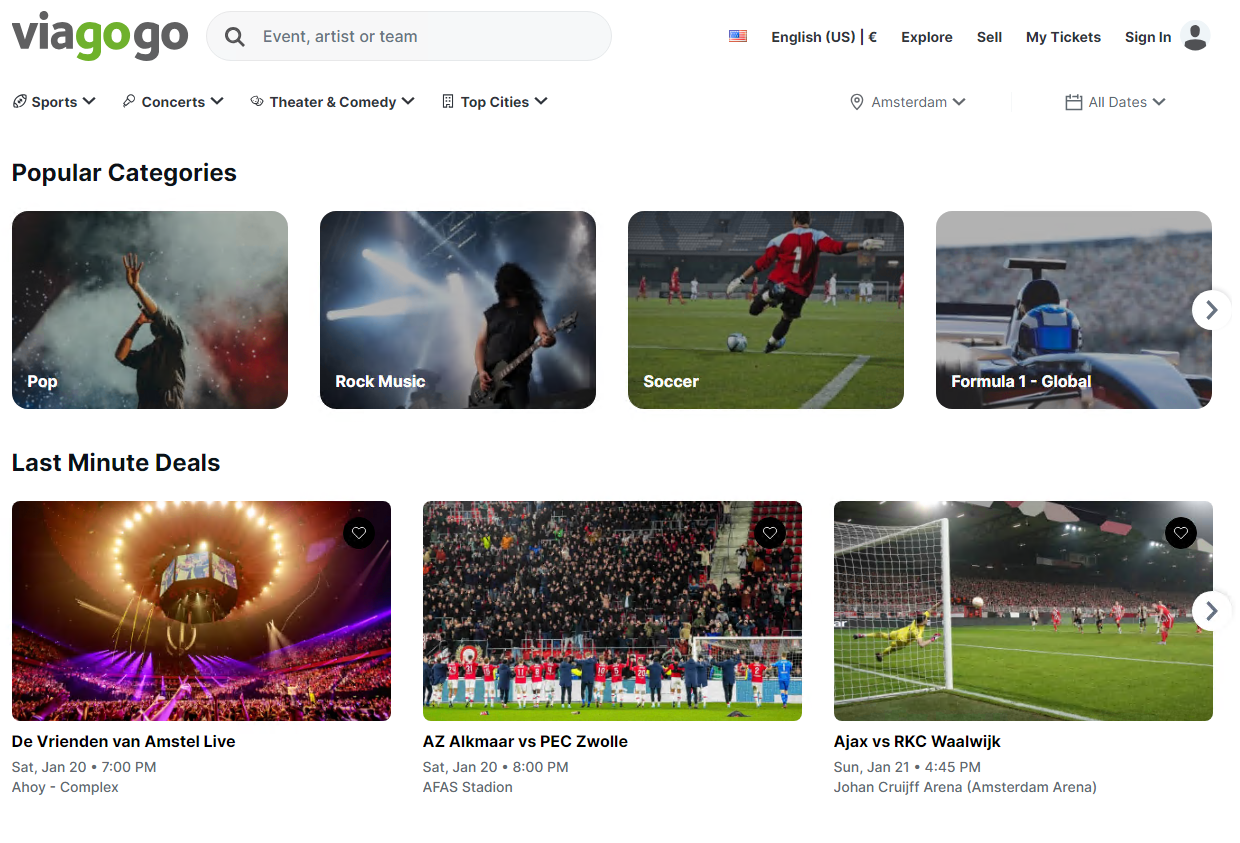 viagogo
Event, artist or team
English (US) | €
Explore
Sell
My Tickets
Sign In
Sports
Concerts
Theater & Comedy
Top Cities
Amsterdam
All Dates
Popular Categories
Pop
Rock Music
Soccer
Formula 1 - Global
Last Minute Deals
De Vrienden van Amstel Live
Sat, Jan 20 • 7:00 PM
Ahoy - Complex
AZ Alkmaar vs PEC Zwolle
Sat, Jan 20 • 8:00 PM
AFAS Stadion
Ajax vs RKC Waalwijk
Sun, Jan 21 • 4:45 PM
Johan Cruijff Arena (Amsterdam Arena)